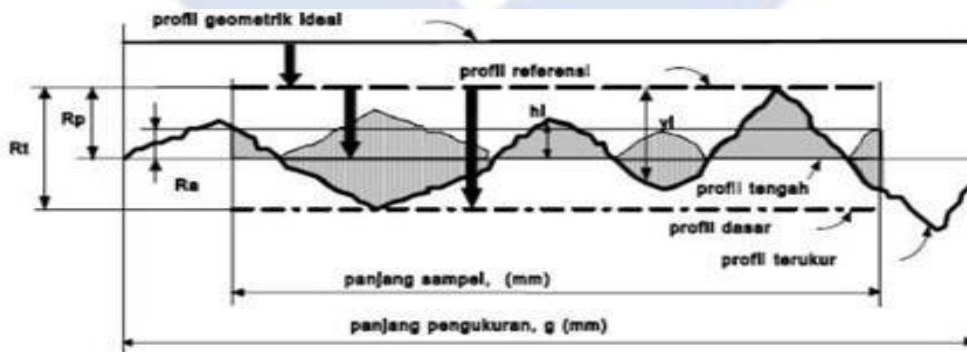 profil geometrik ideal
profil referensi
Rp
hi
yi
Rt
Ra
profil tengah
profil dasar
profil terukur
panjang sampel, (mm)
panjang pengukuran, g (mm)